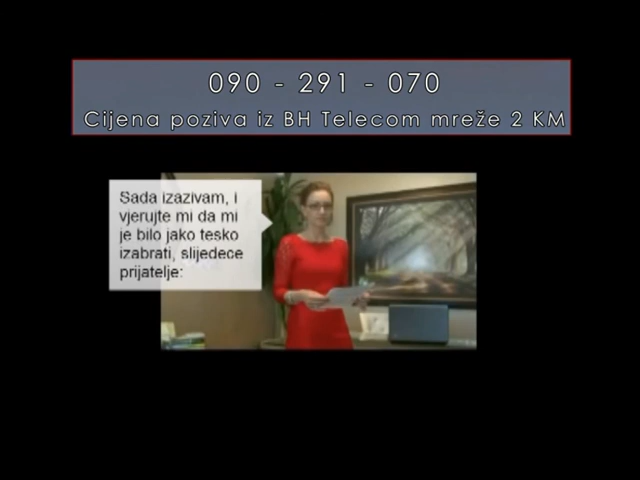 090 - 291 - 070
Cijena poziva iz BH Telecom mreže 2 KM
Sada izazivam, i
vjerujte mi da mi
je bilo jako tesko
izabrati, slijedece
prijatelje: